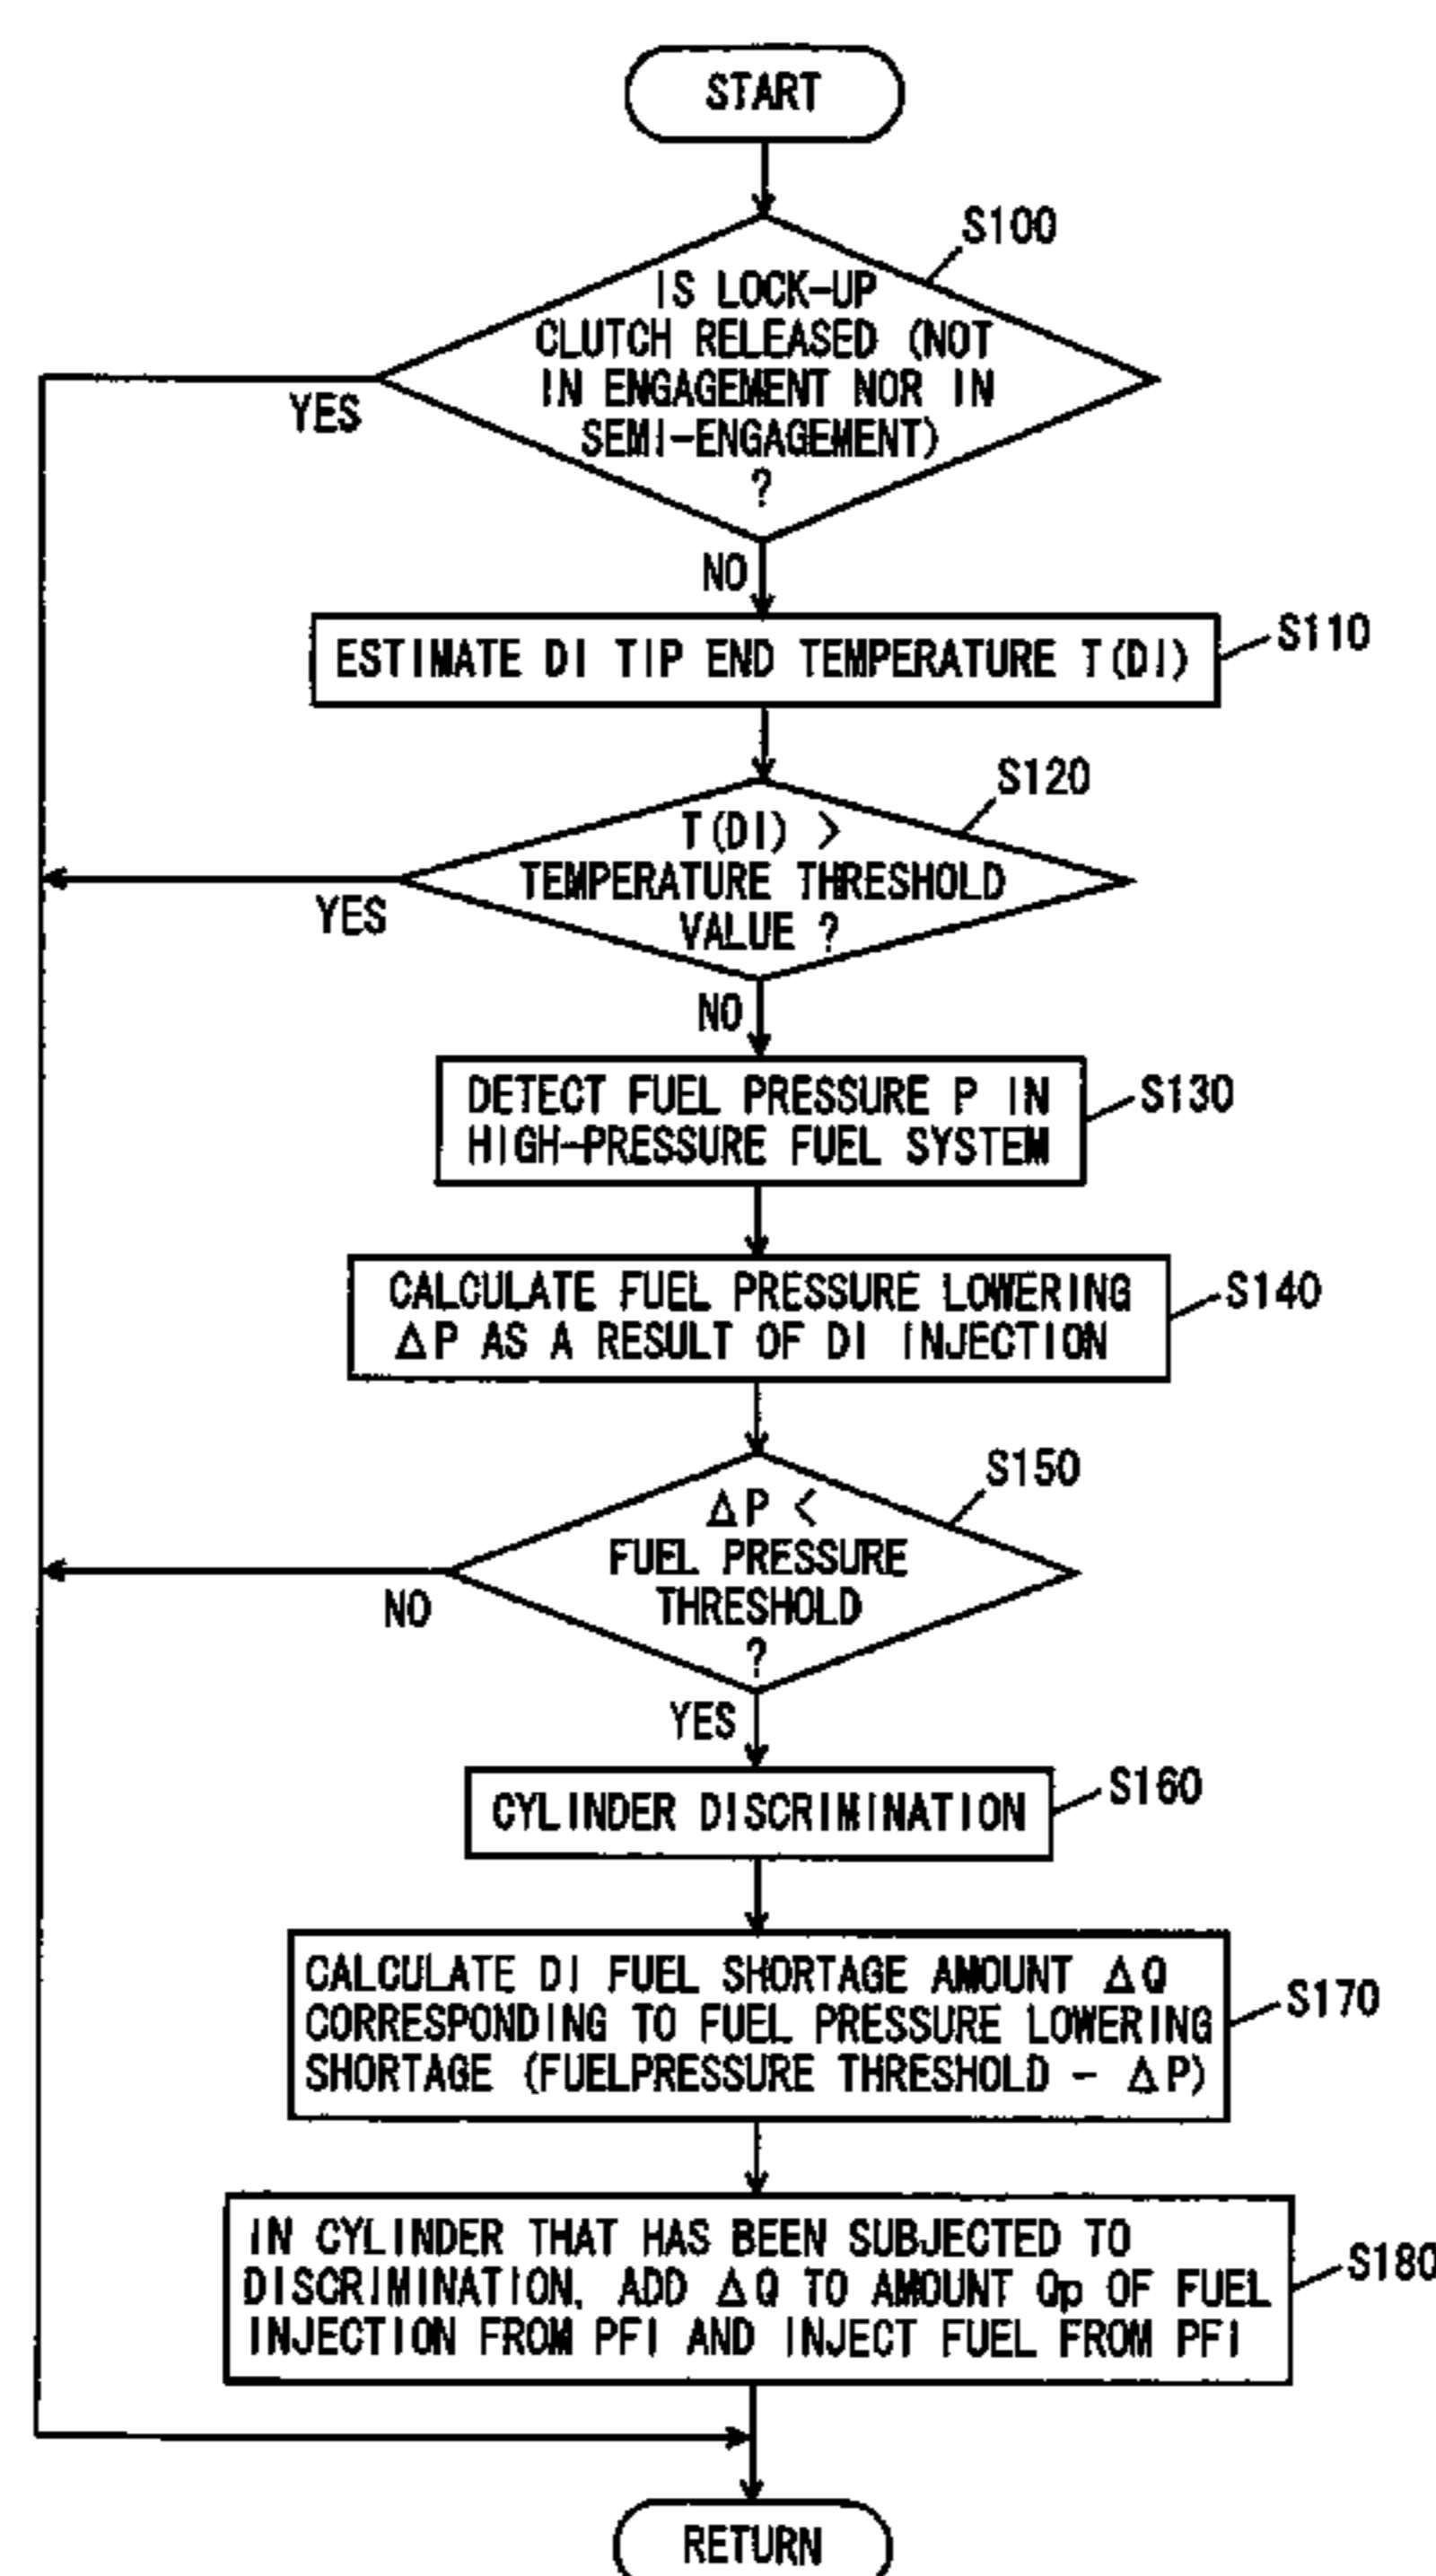 START
S100
IS LOCK-UP
CLUTCH RELEASED (NOT
IN ENGAGEMENT NOR IN
SEMI-ENGAGEMENT)
?
YES
NO
ESTIMATE DI TIP END TEMPERATURE T(DI)
S110
S120
T(DI) >
TEMPERATURE THRESHOLD
VALUE ?
YES
NO
DETECT FUEL PRESSURE P IN
HIGH-PRESSURE FUEL SYSTEM
S130
CALCULATE FUEL PRESSURE LOWERING
ΔP AS A RESULT OF DI INJECTION
S140
S150
ΔP <
FUEL PRESSURE
THRESHOLD
?
NO
YES
CYLINDER DISCRIMINATION
S160
CALCULATE DI FUEL SHORTAGE AMOUNT ΔQ
CORRESPONDING TO FUEL PRESSURE LOWERING
SHORTAGE (FUELPRESSURE THRESHOLD - ΔP)
S170
IN CYLINDER THAT HAS BEEN SUBJECTED TO
DISCRIMINATION, ADD ΔQ TO AMOUNT Qp OF FUEL
INJECTION FROM PFI AND INJECT FUEL FROM PFI
S180
RETURN